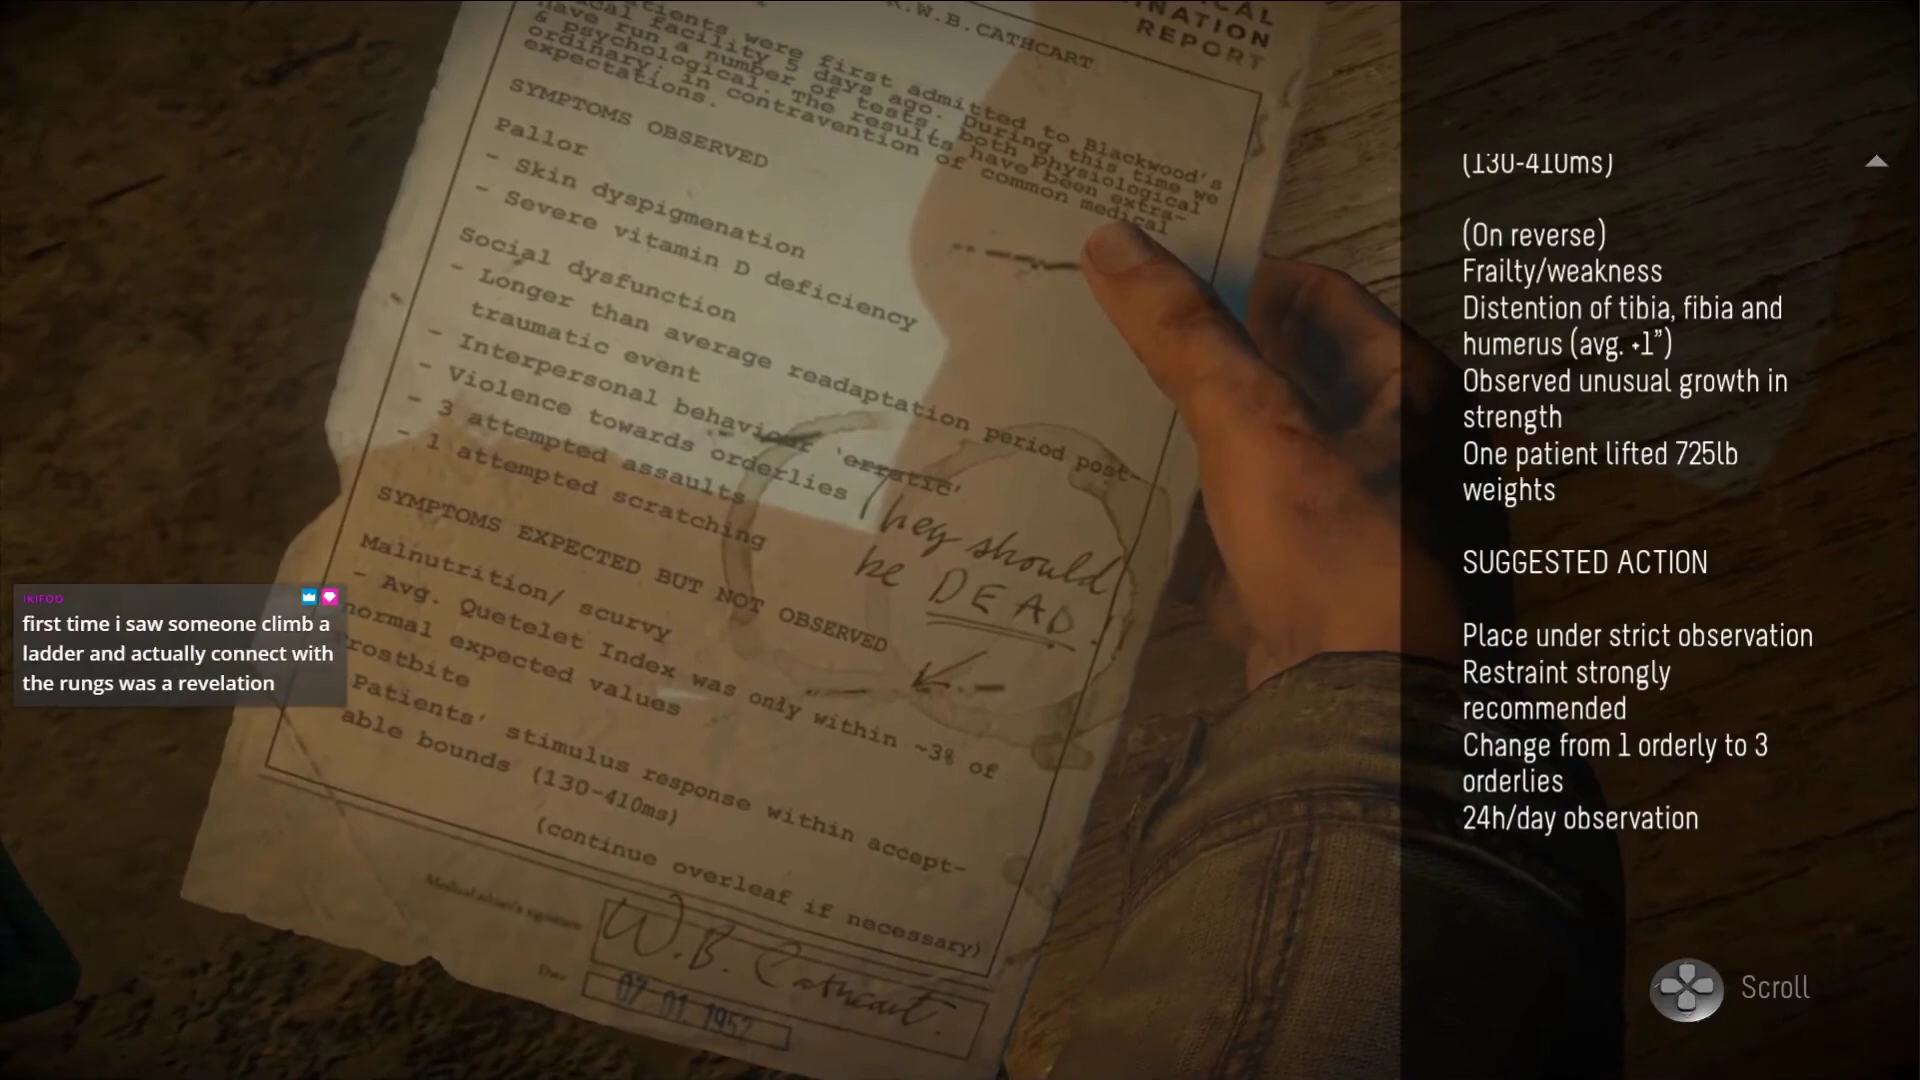 W.B.CATHCART
REPORT
patients were first admitted to Blackwood's
facility 5 days ago. During this time we
have run a number of tests, both physiological
& psychological. The results have been extra-
ordinary, in contravention of common medical
expectations.
SYMPTOMS OBSERVED
Pallor
- Skin dyspigmenation
- Severe vitamin D deficiency
Social dysfunction
- Longer than average readaptation period post-
traumatic event
- Interpersonal behaviour 'erratic'
- Violence towards orderlies
- 3 attempted assaults
- 1 attempted scratching
They should
be DEAD.
SYMPTOMS EXPECTED BUT NOT OBSERVED
Malnutrition/ scurvy
- Avg. Quetelet Index was only within ~3% of
normal expected values
rostbite
Patients' stimulus response within accept-
able bounds (130-410ms)
(continue overleaf if necessary)
W.B. Cathcart.
07 01 1952
IKIFOO
first time i saw someone climb a
ladder and actually connect with
the rungs was a revelation
(130-410ms)
(On reverse)
Frailty/weakness
Distention of tibia, fibia and
humerus (avg. +1”)
Observed unusual growth in
strength
One patient lifted 725lb
weights
SUGGESTED ACTION
Place under strict observation
Restraint strongly
recommended
Change from 1 orderly to 3
orderlies
24h/day observation
Scroll